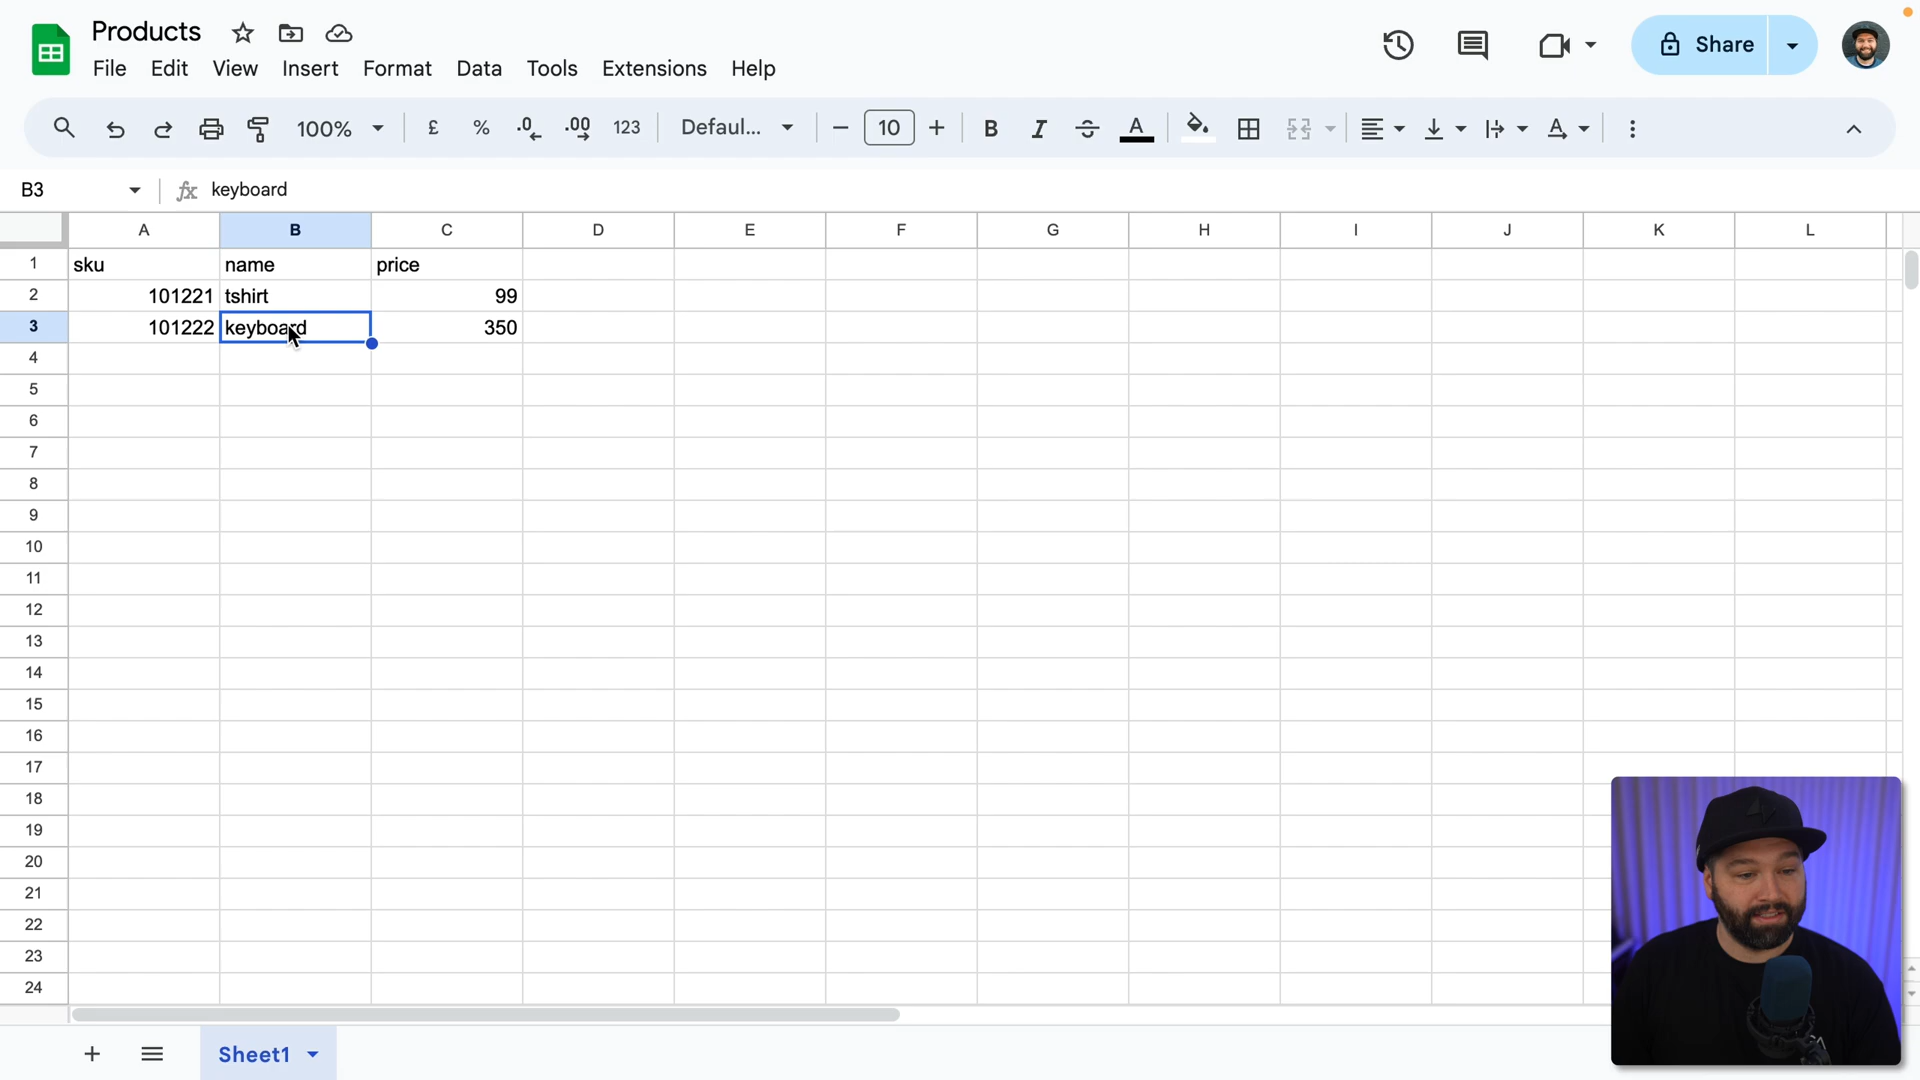 Products
File Edit View Insert Format Data Tools Extensions Help
Share
100% £ % .0 .00 123 Defaul... 10 B I A A
B3 fx keyboard
A B C D E F G H I J K L
1 sku name price
2 101221 tshirt 99
3 101222 keyboard 350
4
5
6
7
8
9
10
11
12
13
14
15
16
17
18
19
20
21
22
23
24
Sheet1